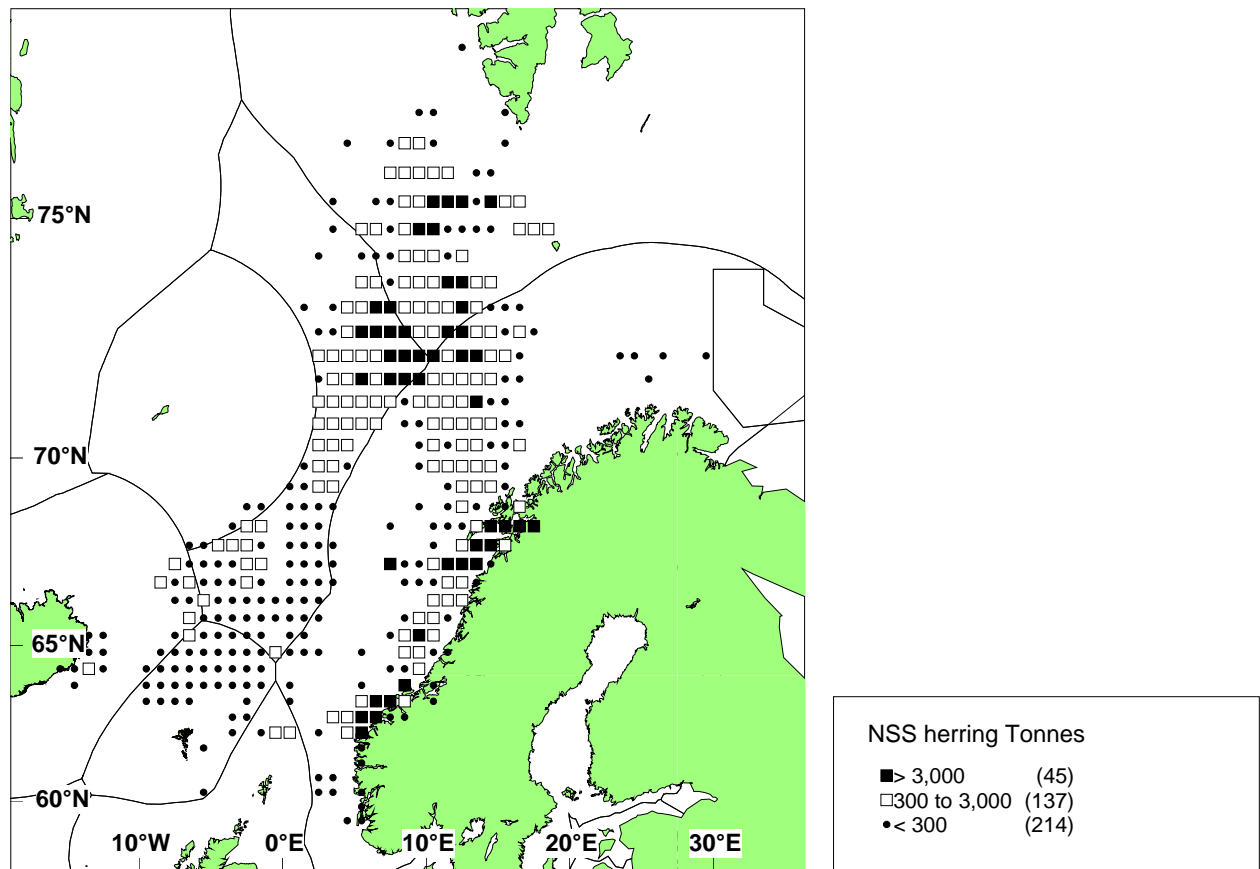 75°N
70°N
65°N
60°N
10°W 0°E 10°E 20°E 30°E
NSS herring Tonnes
> 3,000 (45)
300 to 3,000 (137)
< 300 (214)